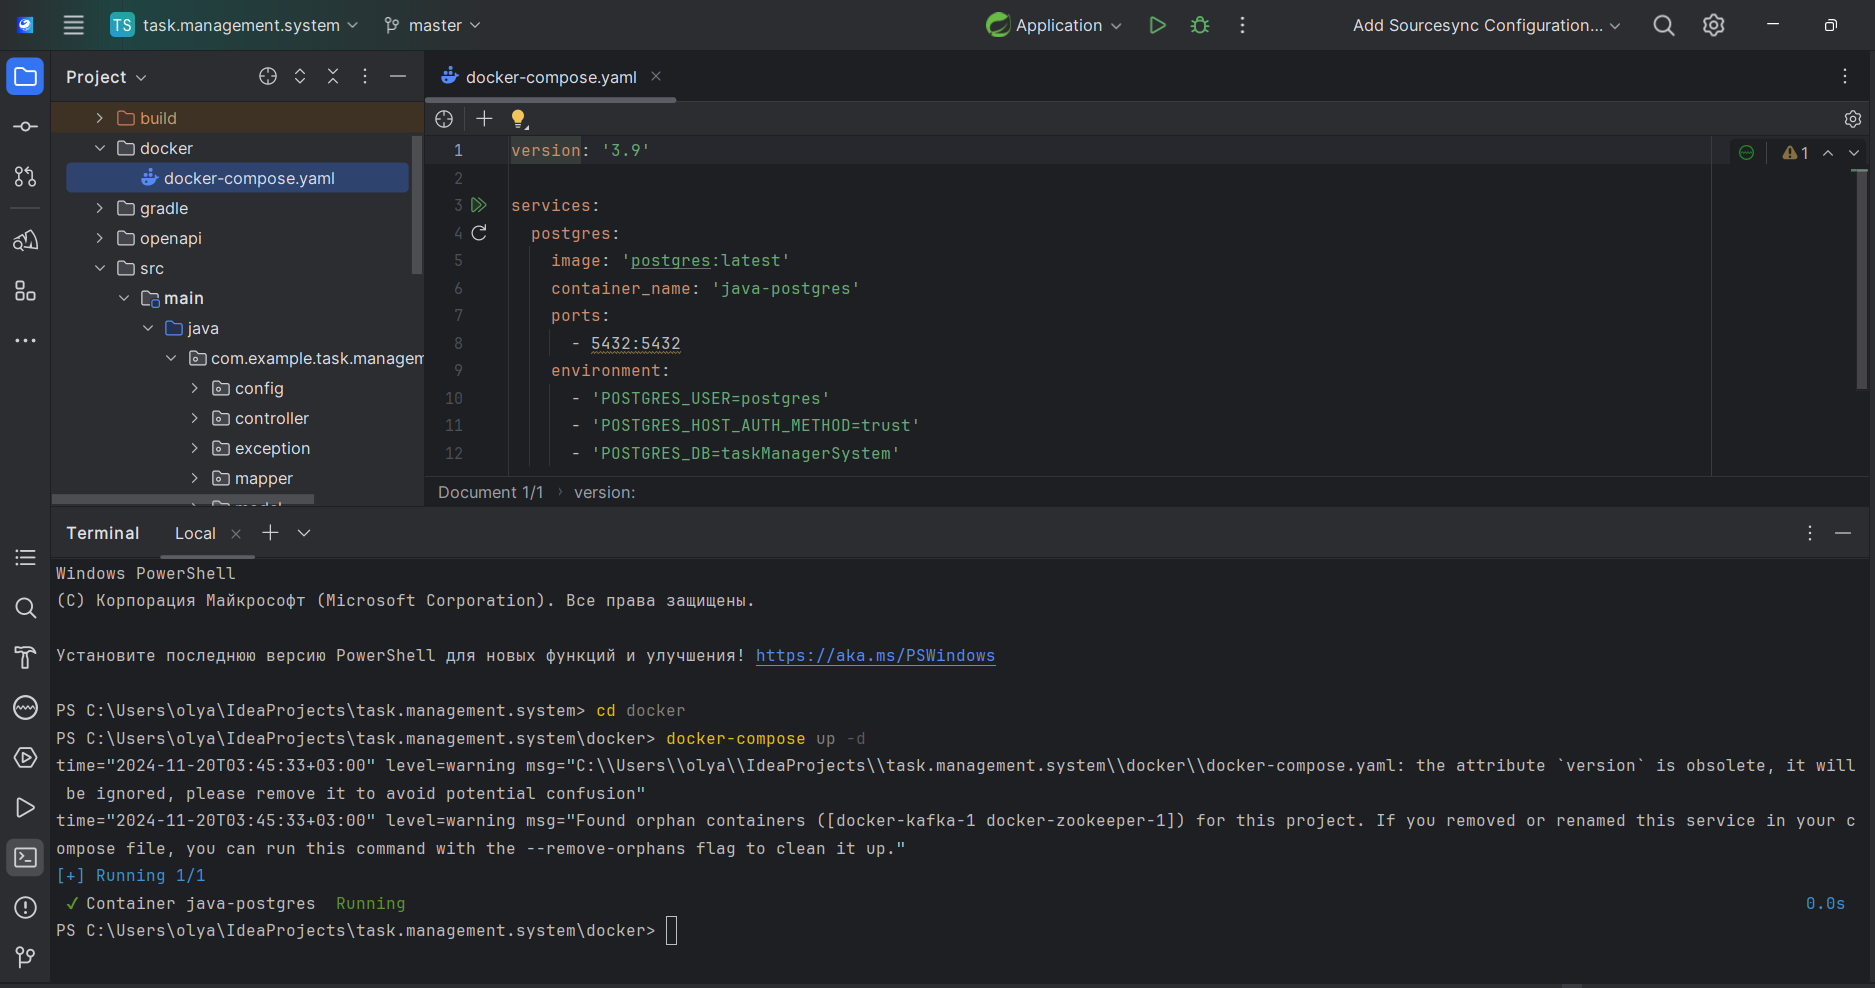 TS task.management.system
master
Application
Add Sourcesync Configuration...
Project
build
docker
docker-compose.yaml
gradle
openapi
src
main
java
com.example.task.managem
config
controller
exception
mapper
docker-compose.yaml
1 version: '3.9'
1
2
3 services:
4 postgres:
5 image: 'postgres:latest'
6 container_name: 'java-postgres'
7 ports:
8 - 5432:5432
9 environment:
10 - 'POSTGRES_USER=postgres'
11 - 'POSTGRES_HOST_AUTH_METHOD=trust'
12 - 'POSTGRES_DB=taskManagerSystem'
Document 1/1 › version:
Terminal
Local
Windows PowerShell
(C) Корпорация Майкрософт (Microsoft Corporation). Все права защищены.
Установите последнюю версию PowerShell для новых функций и улучшения! https://aka.ms/PSWindows
PS C:\Users\olya\IdeaProjects\task.management.system> cd docker
PS C:\Users\olya\IdeaProjects\task.management.system\docker> docker-compose up -d
time="2024-11-20T03:45:33+03:00" level=warning msg="C:\\Users\\olya\\IdeaProjects\\task.management.system\\docker\\docker-compose.yaml: the attribute `version` is obsolete, it will
be ignored, please remove it to avoid potential confusion"
time="2024-11-20T03:45:33+03:00" level=warning msg="Found orphan containers ([docker-kafka-1 docker-zookeeper-1]) for this project. If you removed or renamed this service in your c
ompose file, you can run this command with the --remove-orphans flag to clean it up."
[+] Running 1/1
✓ Container java-postgres Running 0.0s
PS C:\Users\olya\IdeaProjects\task.management.system\docker>